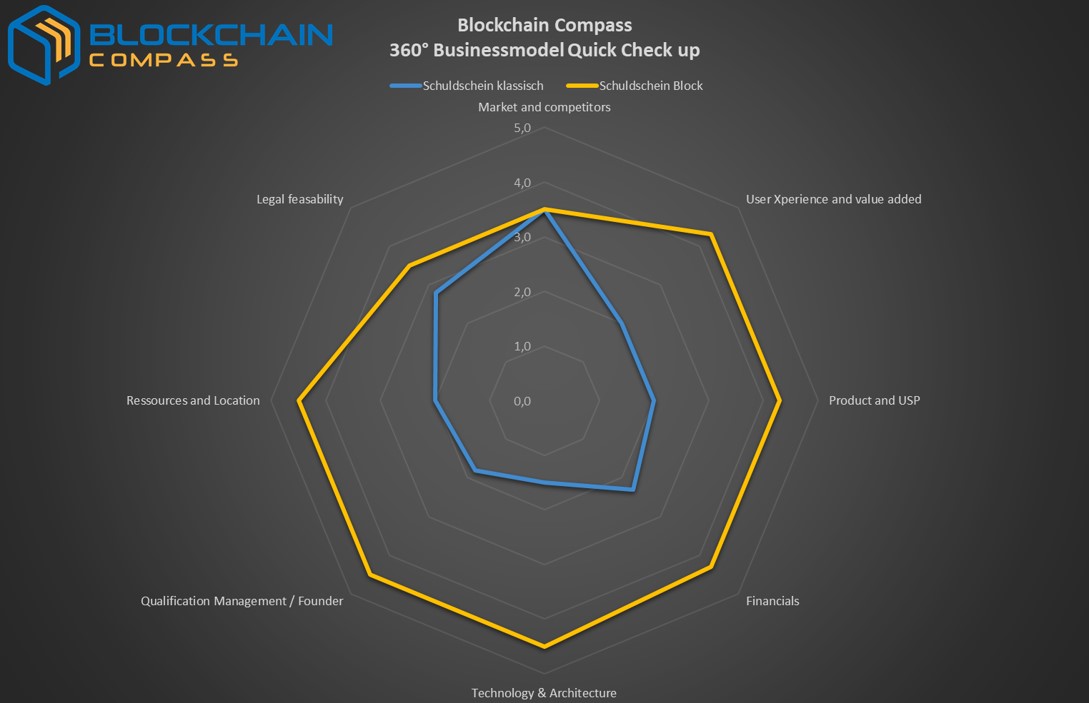 BLOCKCHAIN
COMPASS
Blockchain Compass
360° Businessmodel Quick Check up
Schuldschein klassisch
Schuldschein Block
Market and competitors
5,0
Legal feasability
User Xperience and value added
4,0
3,0
2,0
1,0
Ressources and Location
0,0
Product and USP
Qualification Management / Founder
Financials
Technology & Architecture